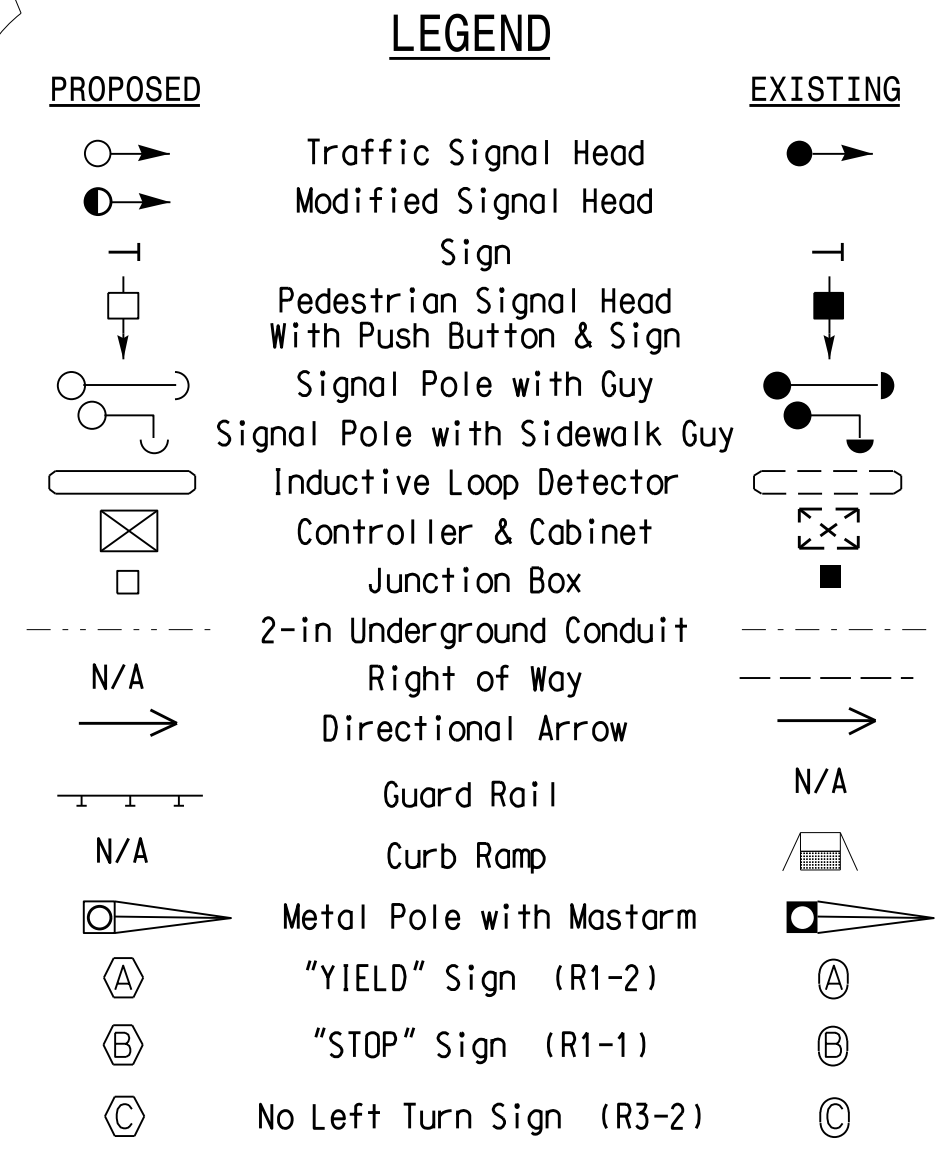 LEGEND
PROPOSED EXISTING
Traffic Signal Head
Modified Signal Head
Sign
Pedestrian Signal Head
With Push Button & Sign
Signal Pole with Guy
Signal Pole with Sidewalk Guy
Inductive Loop Detector
Controller & Cabinet
Junction Box
2-in Underground Conduit
N/A Right of Way
Directional Arrow
Guard Rail N/A
N/A Curb Ramp
Metal Pole with Mastarm
A "YIELD" Sign (R1-2) A
B "STOP" Sign (R1-1) B
C No Left Turn Sign (R3-2) C